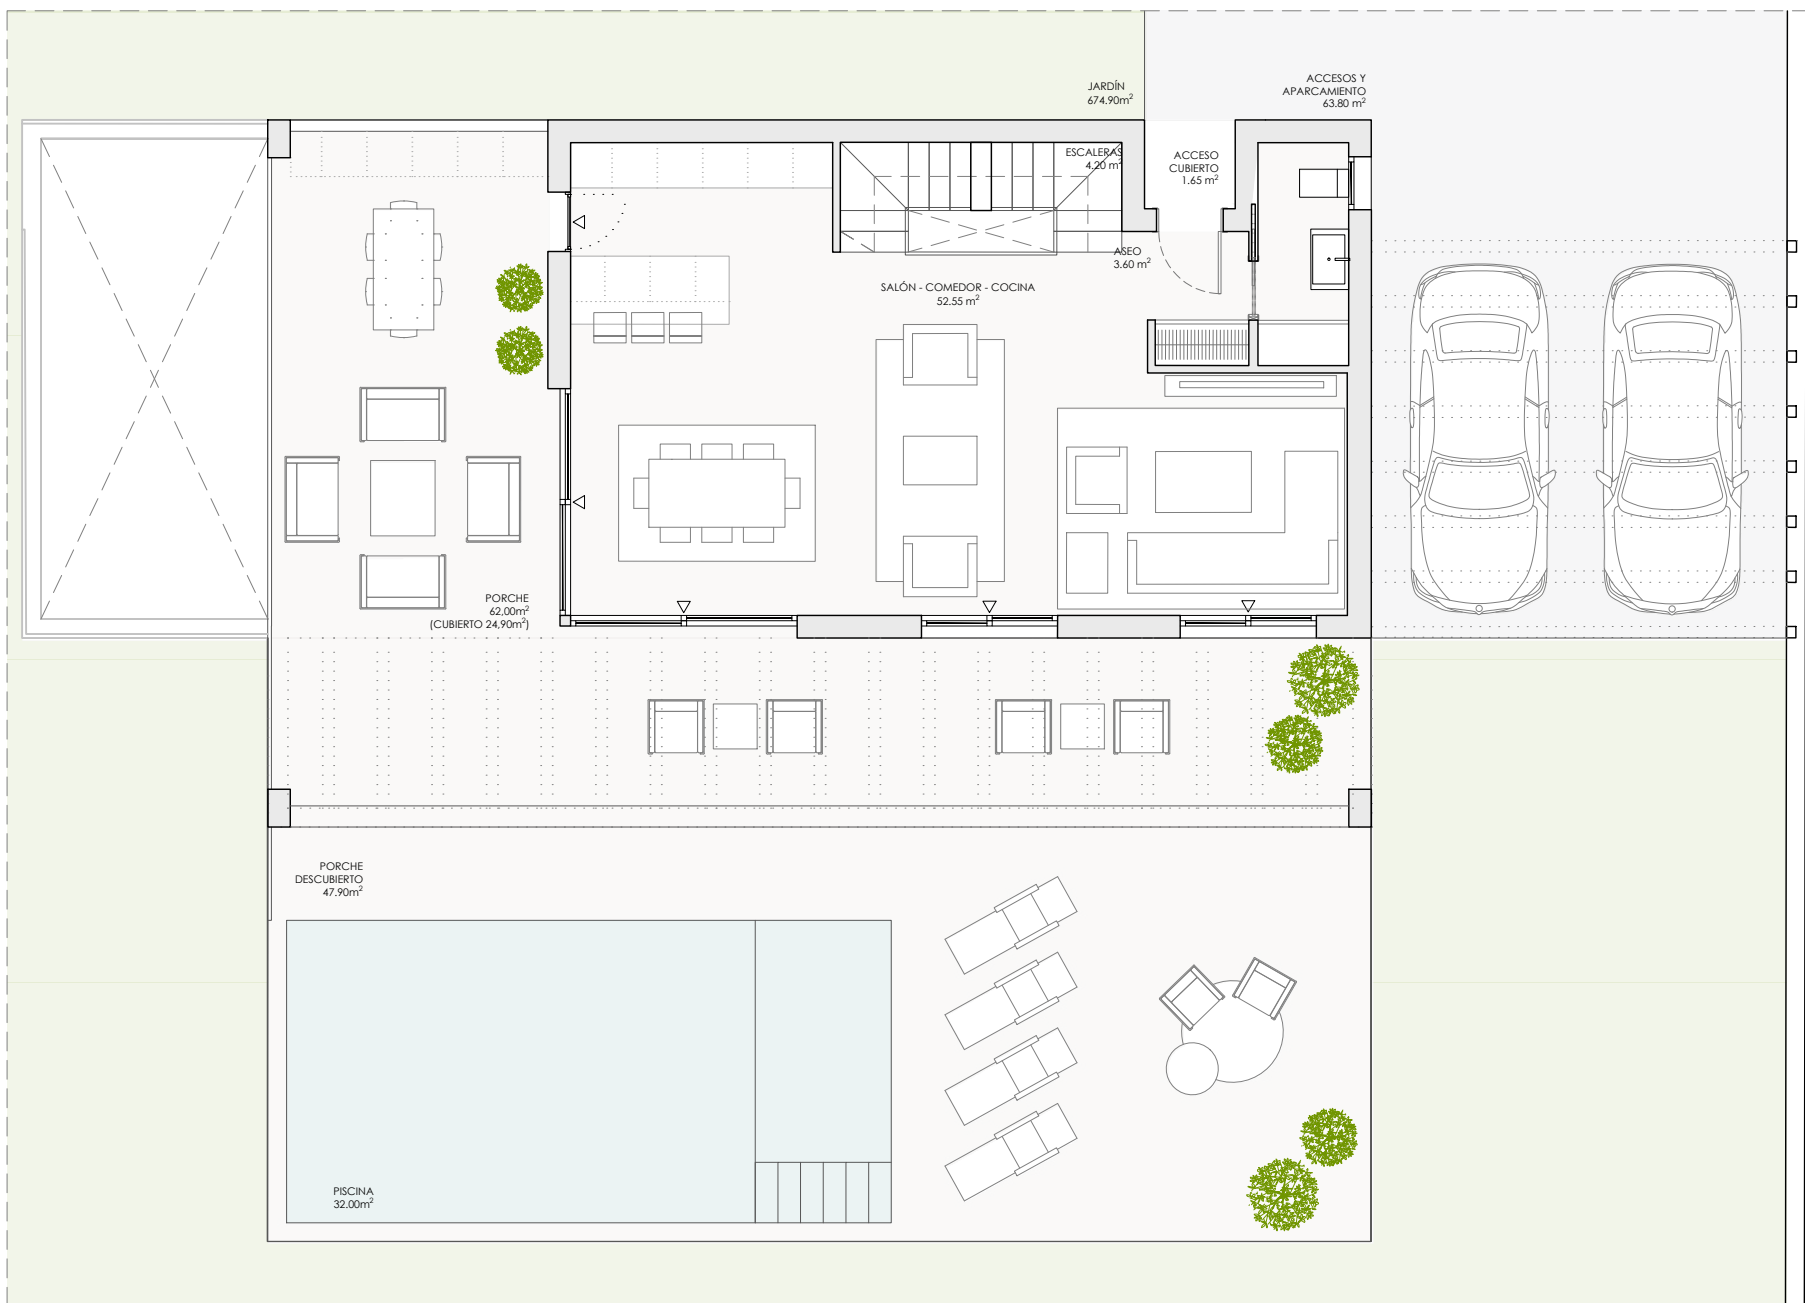 JARDÍN
674.90m²
ACCESOS Y
APARCAMIENTO
63.80 m²
ESCALERAS
4.20 m²
ACCESO
CUBIERTO
1.65 m²
ASEO
3.60 m²
SALÓN - COMEDOR - COCINA
52.55 m²
PORCHE
62,00m²
(CUBIERTO 24,90m²)
PORCHE
DESCUBIERTO
47.90m²
PISCINA
32.00m²